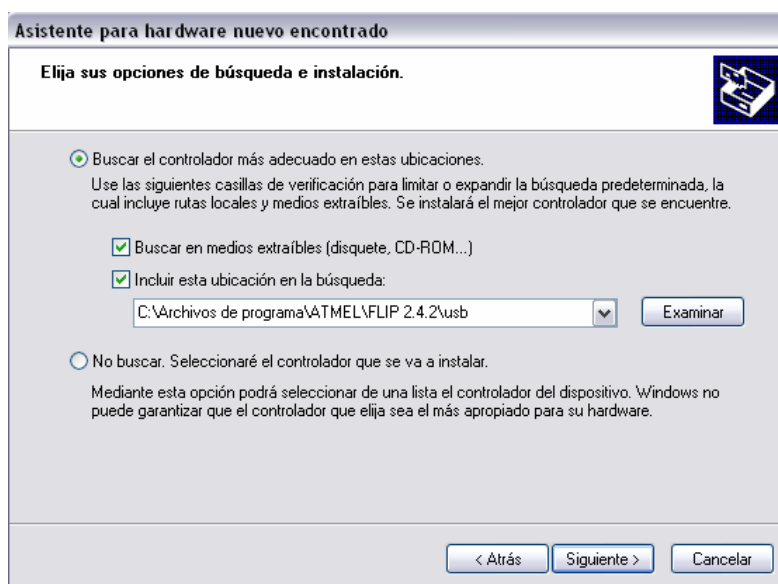 Asistente para hardware nuevo encontrado
Elija sus opciones de búsqueda e instalación.
Buscar el controlador más adecuado en estas ubicaciones.
Use las siguientes casillas de verificación para limitar o expandir la búsqueda predeterminada, la
cual incluye rutas locales y medios extraíbles. Se instalará el mejor controlador que se encuentre.
Buscar en medios extraíbles (disquete, CD-ROM...)
Incluir esta ubicación en la búsqueda:
C:\Archivos de programa\ATMEL\FLIP 2.4.2\usb
Examinar
No buscar. Seleccionaré el controlador que se va a instalar.
Mediante esta opción podrá seleccionar de una lista el controlador del dispositivo. Windows no
puede garantizar que el controlador que elija sea el más apropiado para su hardware.
< Atrás Siguiente > Cancelar